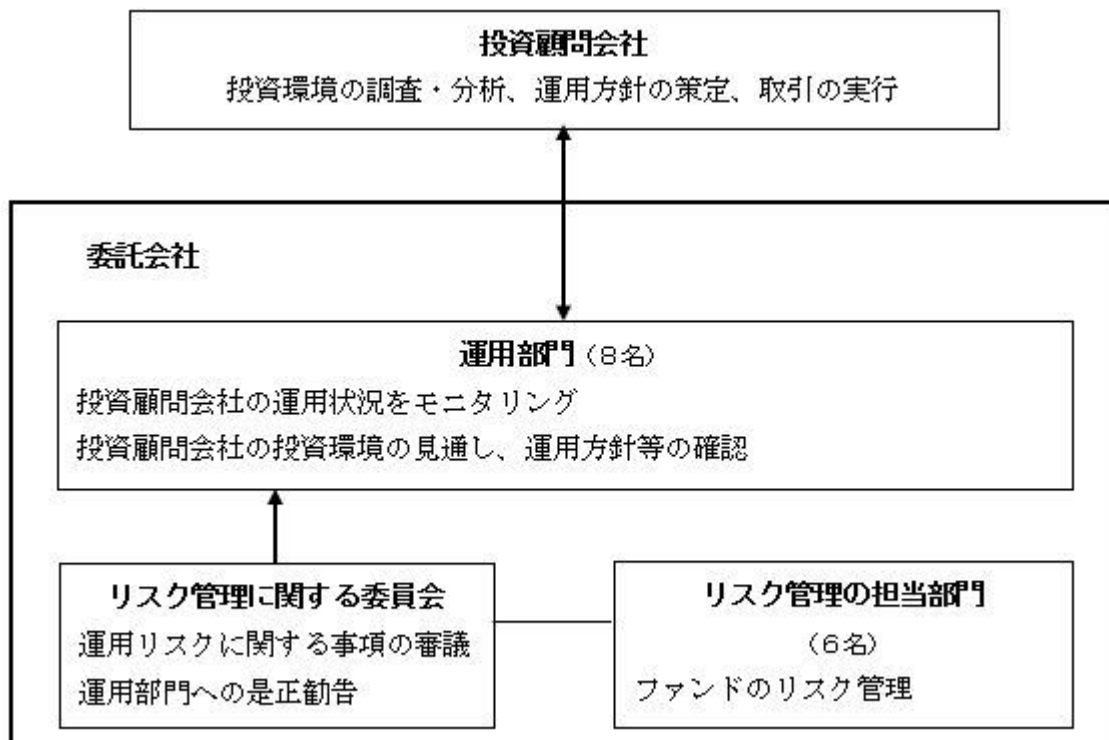 投資顧問会社
投資環境の調査・分析、運用方針の策定、取引の実行
委託会社
運用部門（８名）
投資顧問会社の運用状況をモニタリング
投資顧問会社の投資環境の見通し、運用方針等の確認
リスク管理に関する委員会
運用リスクに関する事項の審議
運用部門への是正勧告
リスク管理の担当部門
（６名）
ファンドのリスク管理